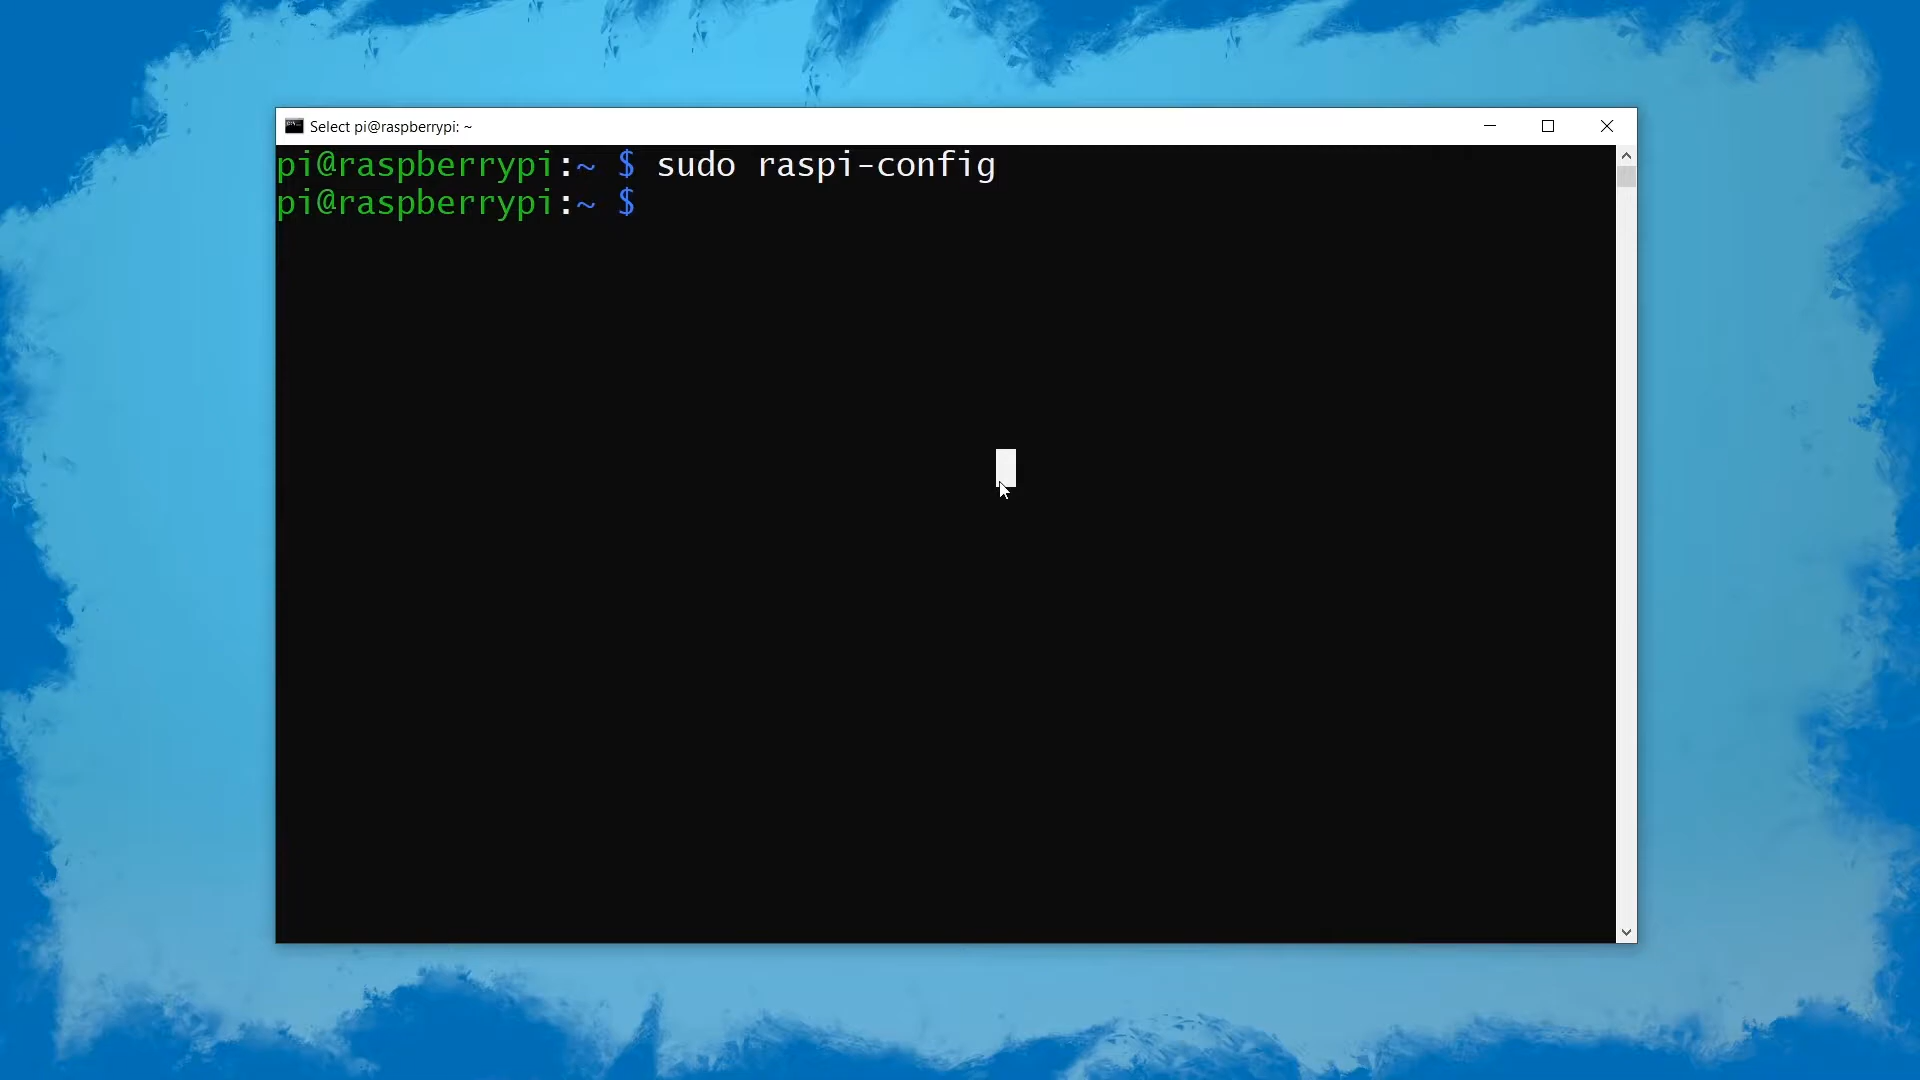 Select pi@raspberrypi: ~
pi@raspberrypi:~ $ sudo raspi-config
pi@raspberrypi:~ $